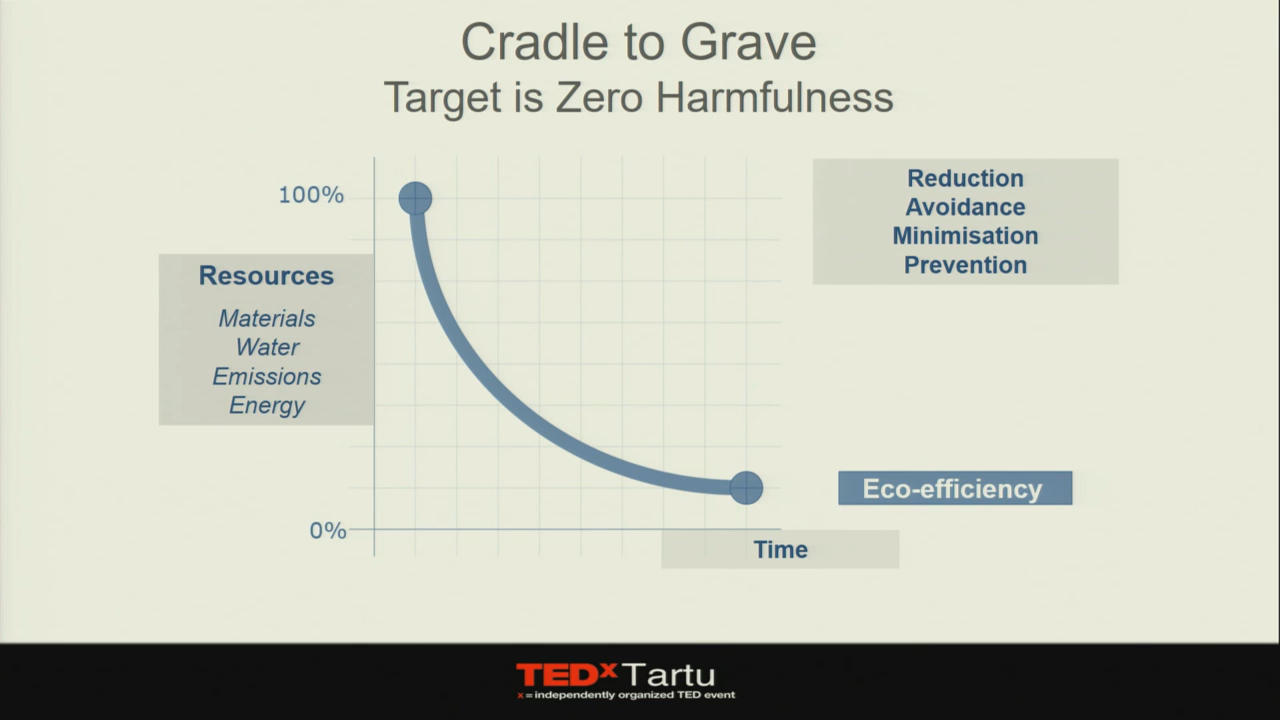 Cradle to Grave
Target is Zero Harmfulness
100%
Resources
Materials
Water
Emissions
Energy
0%
Time
Reduction
Avoidance
Minimisation
Prevention
Eco-efficiency
TEDxTartu
x = independently organized TED event